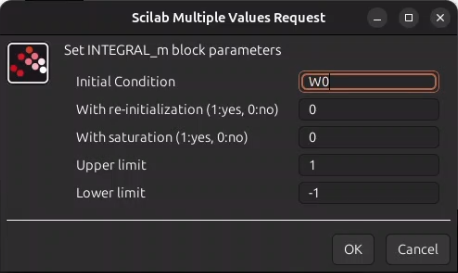 Scilab Multiple Values Request
Set INTEGRAL_m block parameters
Initial Condition W0
With re-initialization (1:yes, 0:no) 0
With saturation (1:yes, 0:no) 0
Upper limit 1
Lower limit -1
OK Cancel